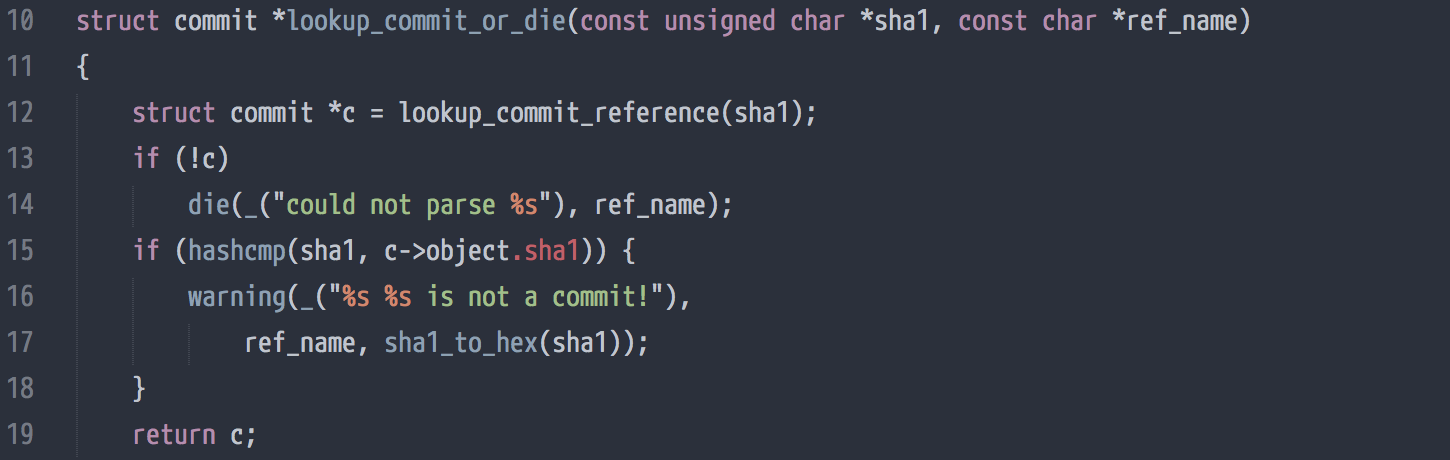 10 struct commit *lookup_commit_or_die(const unsigned char *sha1, const char *ref_name)
11 {
12     struct commit *c = lookup_commit_reference(sha1);
13     if (!c)
14         die(_("could not parse %s"), ref_name);
15     if (hashcmp(sha1, c->object.sha1)) {
16         warning(_("%s %s is not a commit!"),
17             ref_name, sha1_to_hex(sha1));
18     }
19     return c;